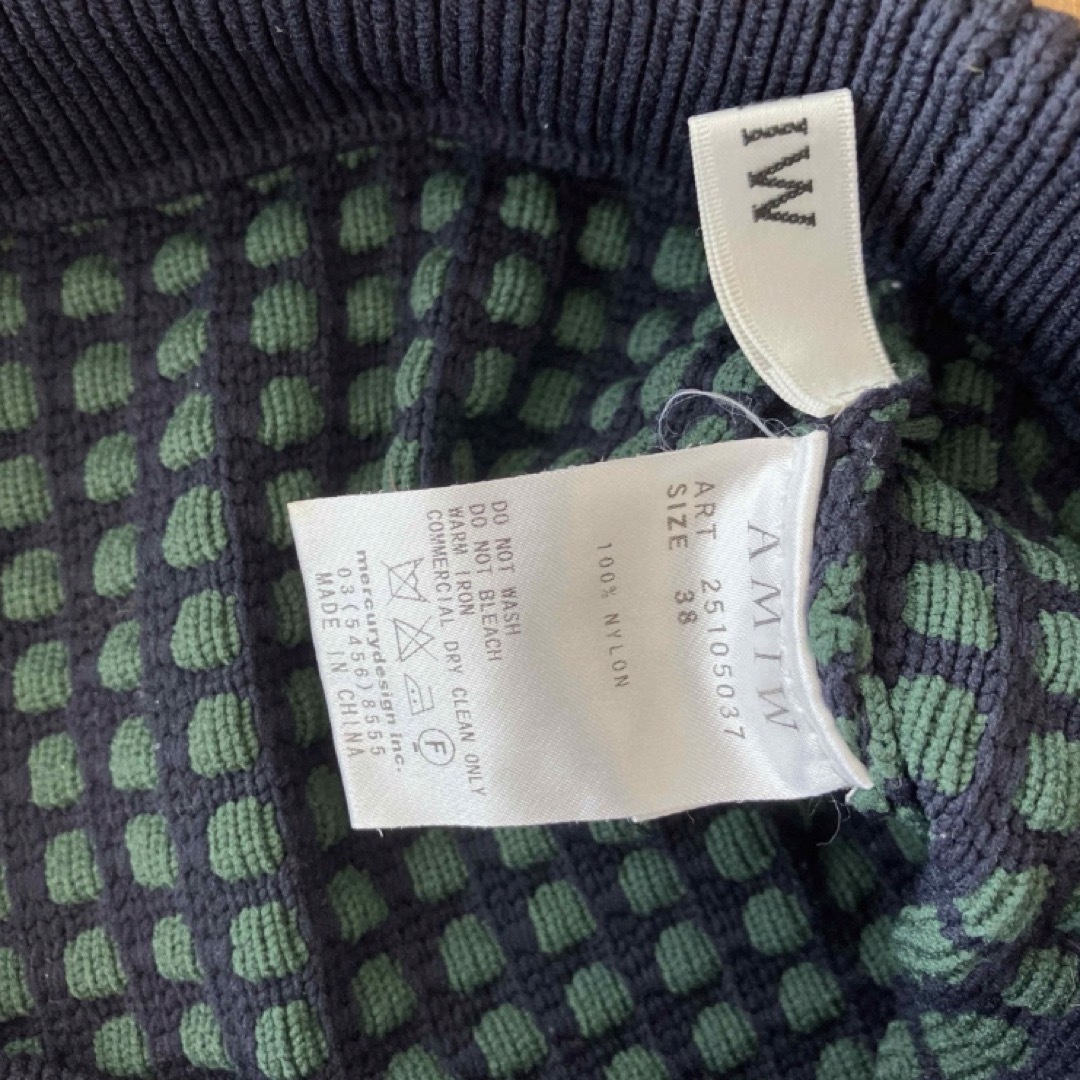 IW
AMIW
ART 25105037
SIZE 38
100% NYLON
DO NOT WASH
DO NOT BLEACH
WARM IRON
COMMERCIAL DRY CLEAN ONLY
F
mercurydesign inc.
03(5456)8555
MADE IN CHINA